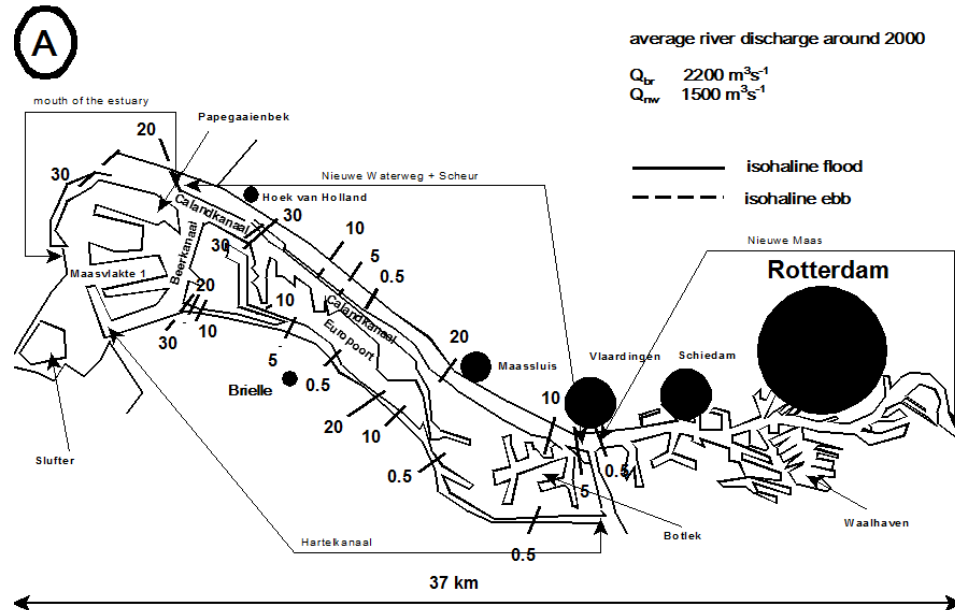 A
average river discharge around 2000
Qbr 2200 m³s⁻¹
Qnw 1500 m³s⁻¹
mouth of the estuary
Papegaaienbek
20
30
Nieuwe Waterweg + Scheur
isohaline flood
isohaline ebb
Hoek van Holland
Calandkanaal
30
10
5
0.5
Nieuwe Maas
Rotterdam
Beerkanaal
30
Maasvlakte 1
20
10
30
10
Calandkanaal
Europoort
5
0.5
Brielle
20
Maassluis
Vlaardingen
Schiedam
20
10
0.5
10
5
0.5
0.5
Slufter
Hartelkanaal
Botlek
Waalhaven
37 km